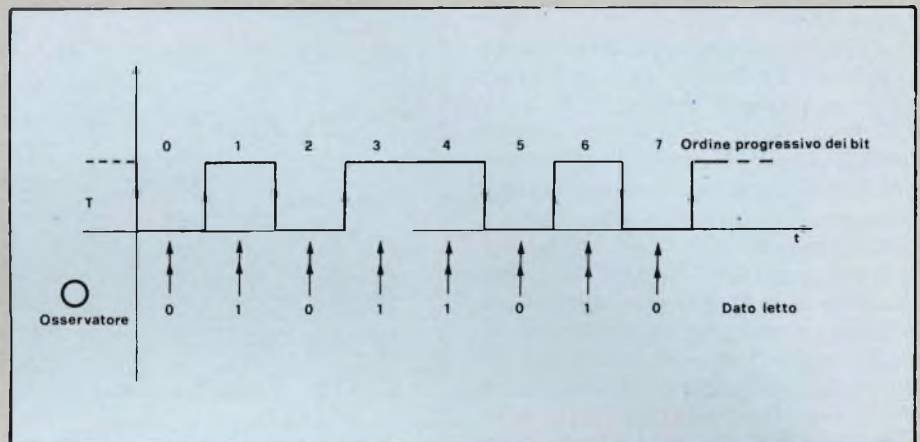 0 1 2 3 4 5 6 7 Ordine progressivo dei bit
T
t
Osservatore
0 1 0 1 1 0 1 0 Dato letto